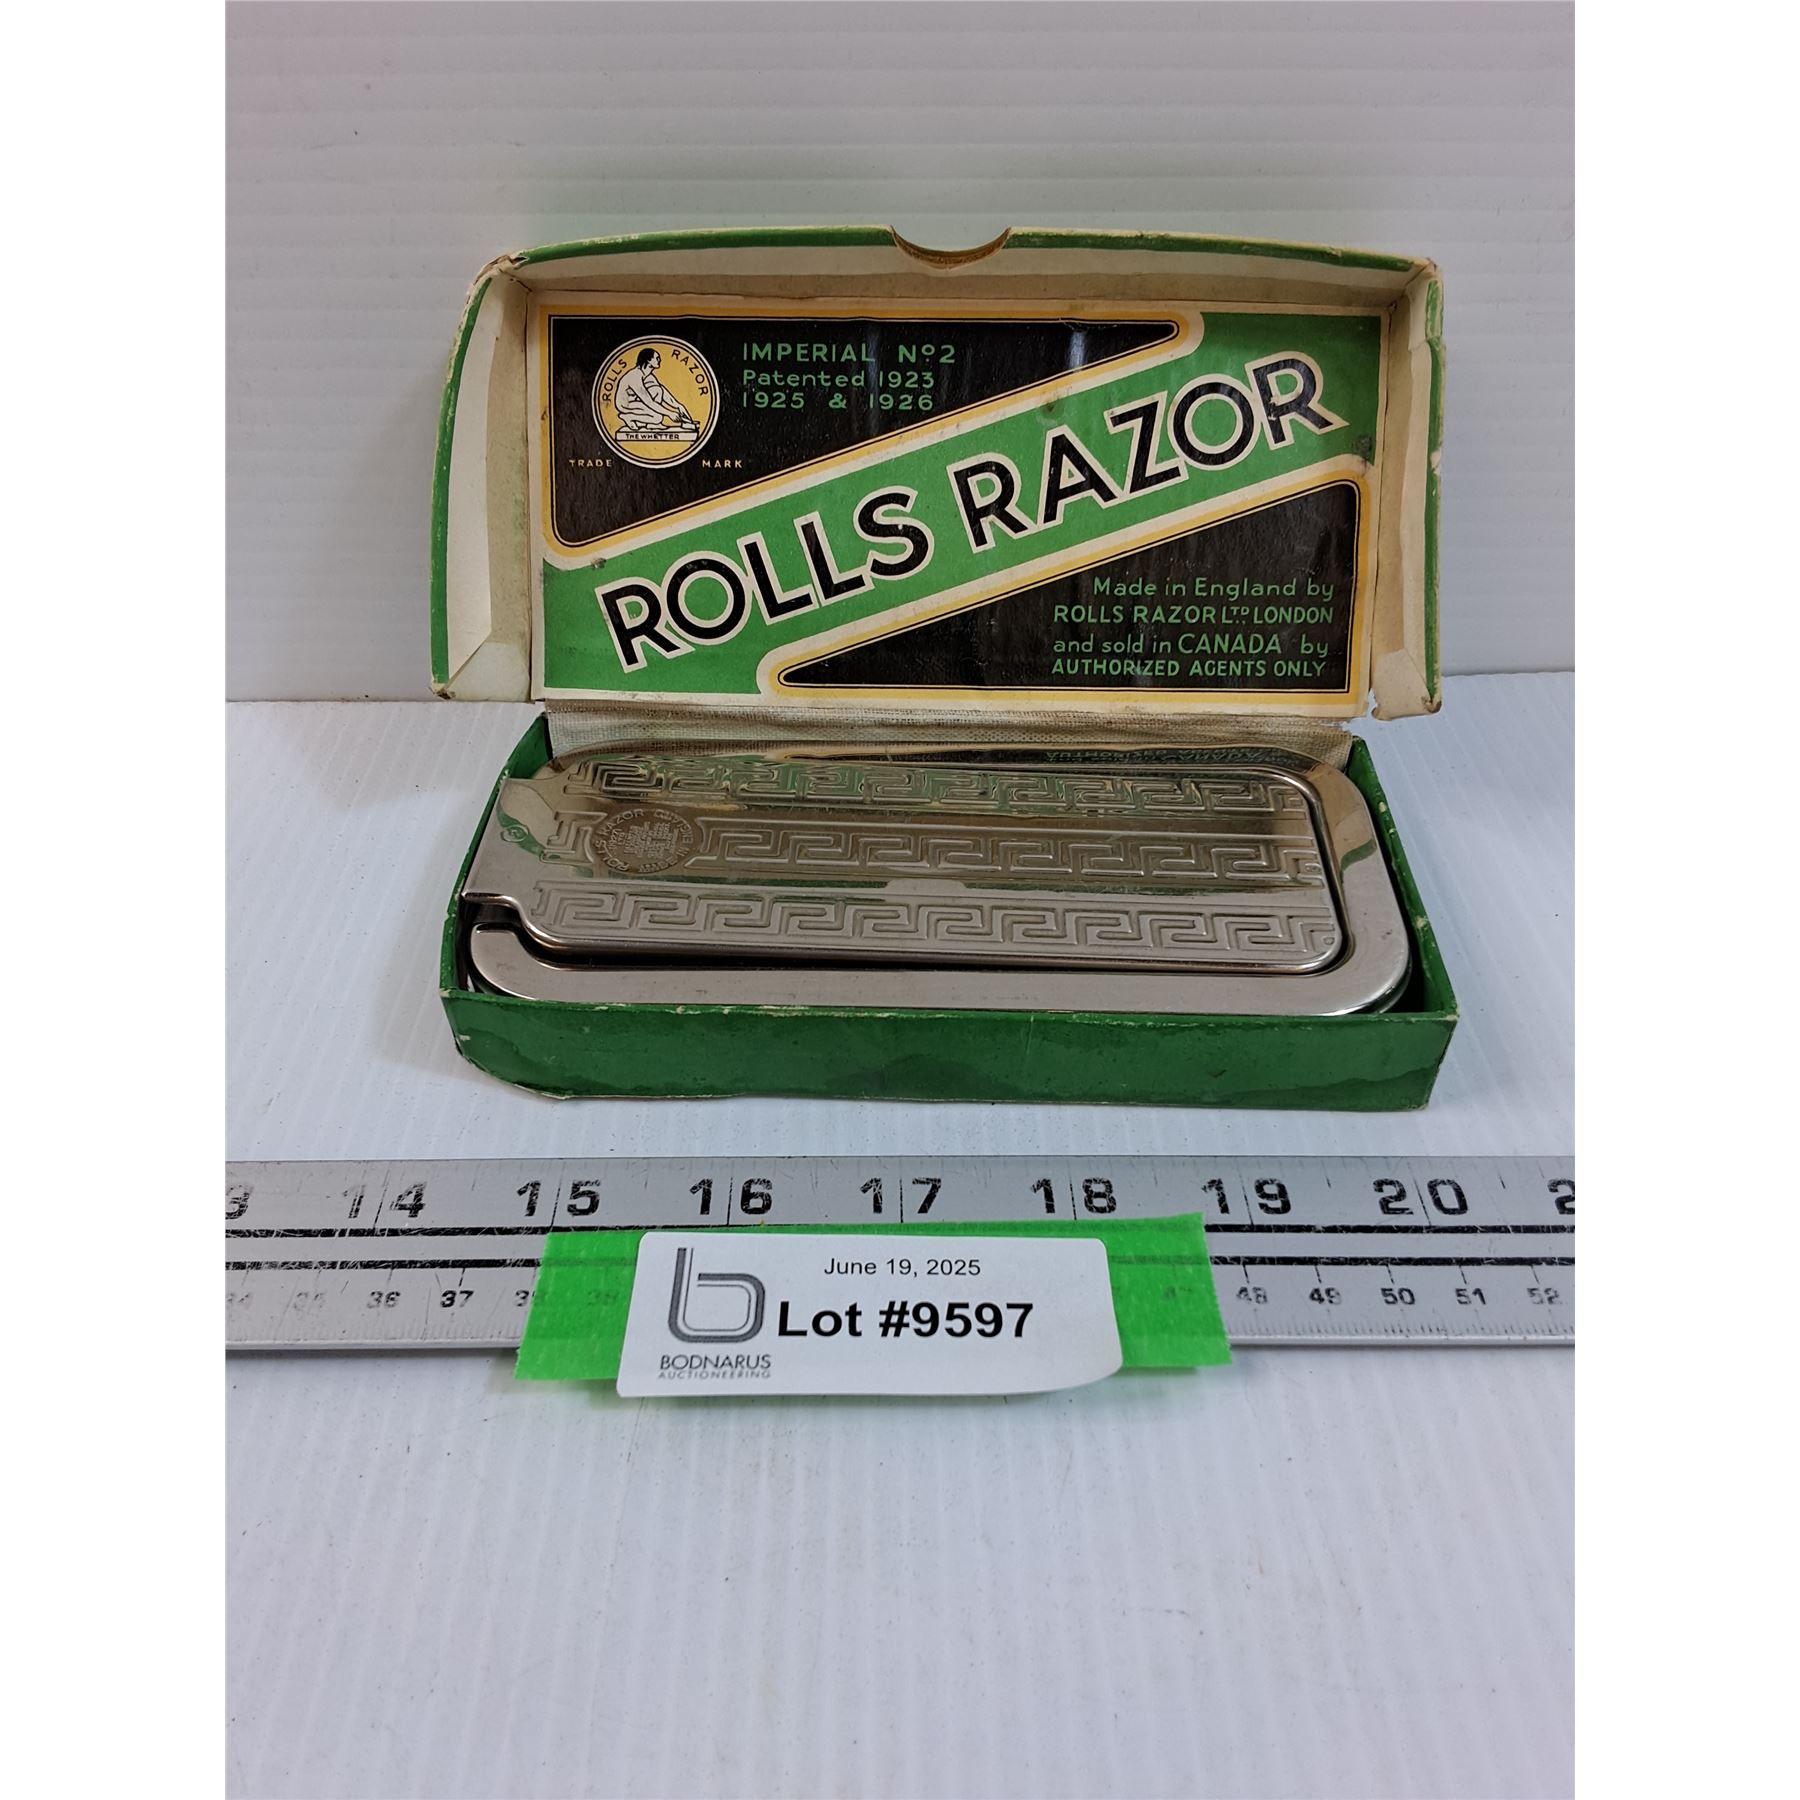 ROLLS RAZOR
THE WHETTER
TRADE MARK
IMPERIAL Nº2
Patented 1923
1925 & 1926
ROLLS RAZOR
Made in England by
ROLLS RAZOR LTD. LONDON
and sold in CANADA by
AUTHORIZED AGENTS ONLY
ROLLS RAZOR
14 15 16 17 18 19 20
36 37 48 49 50 51 52
June 19, 2025
Lot #9597
BODNARUS
AUCTIONEERING